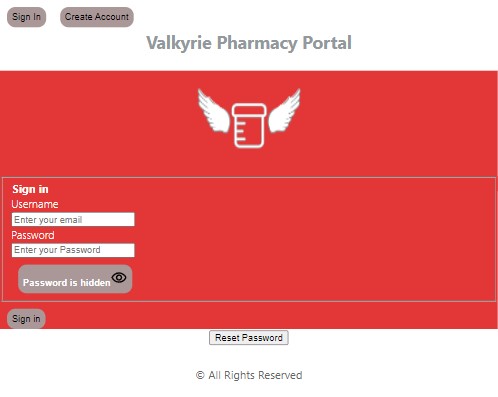 Sign In
Create Account
Valkyrie Pharmacy Portal
Sign in
Username
Enter your email
Password
Enter your Password
Password is hidden
Sign in
Reset Password
© All Rights Reserved